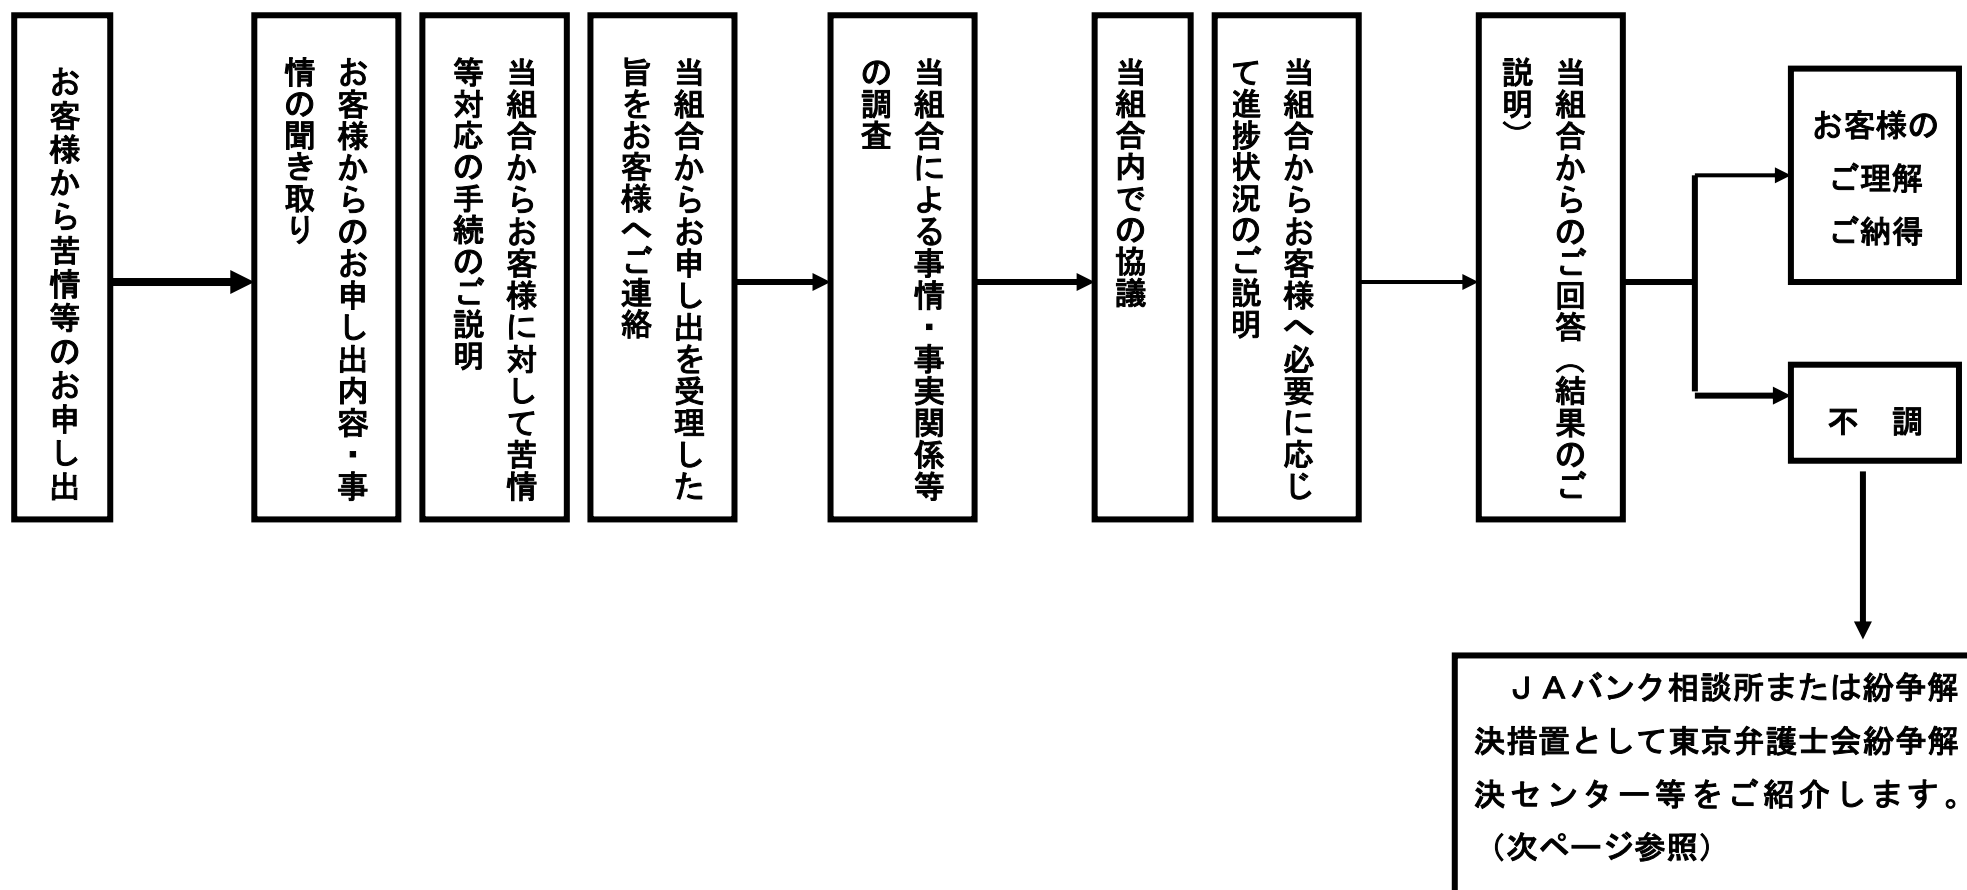 お客様から苦情等のお申し出
お客様からのお申し出内容・事
情の聞き取り
当組合からお客様に対して苦情
等対応の手続のご説明
当組合からお申し出を受理した
旨をお客様へご連絡
当組合による事情・事実関係等
の調査
当組合内での協議
当組合からお客様へ必要に応じ
て進捗状況のご説明
当組合からのご回答（結果のご
説明）
お客様の
ご理解
ご納得
不　調
ＪＡバンク相談所または紛争解
決措置として東京弁護士会紛争解
決センター等をご紹介します。
（次ページ参照）